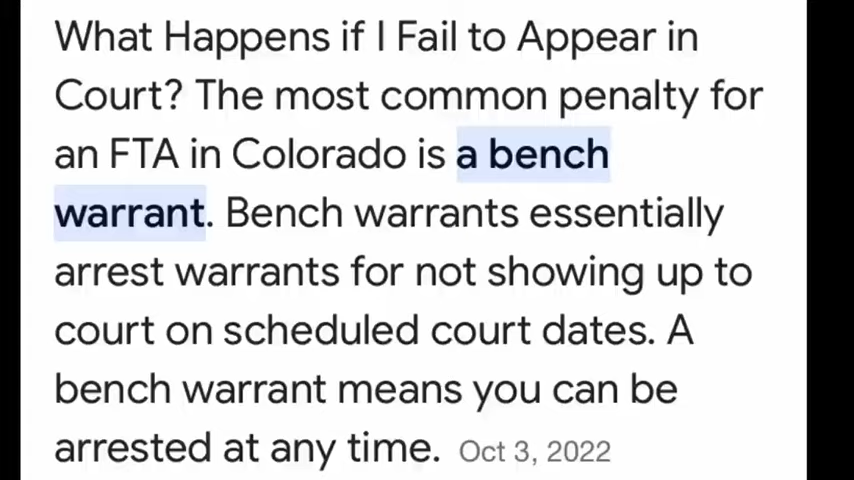 What Happens if I Fail to Appear in
Court? The most common penalty for
an FTA in Colorado is a bench
warrant. Bench warrants essentially
arrest warrants for not showing up to
court on scheduled court dates. A
bench warrant means you can be
arrested at any time. Oct 3, 2022